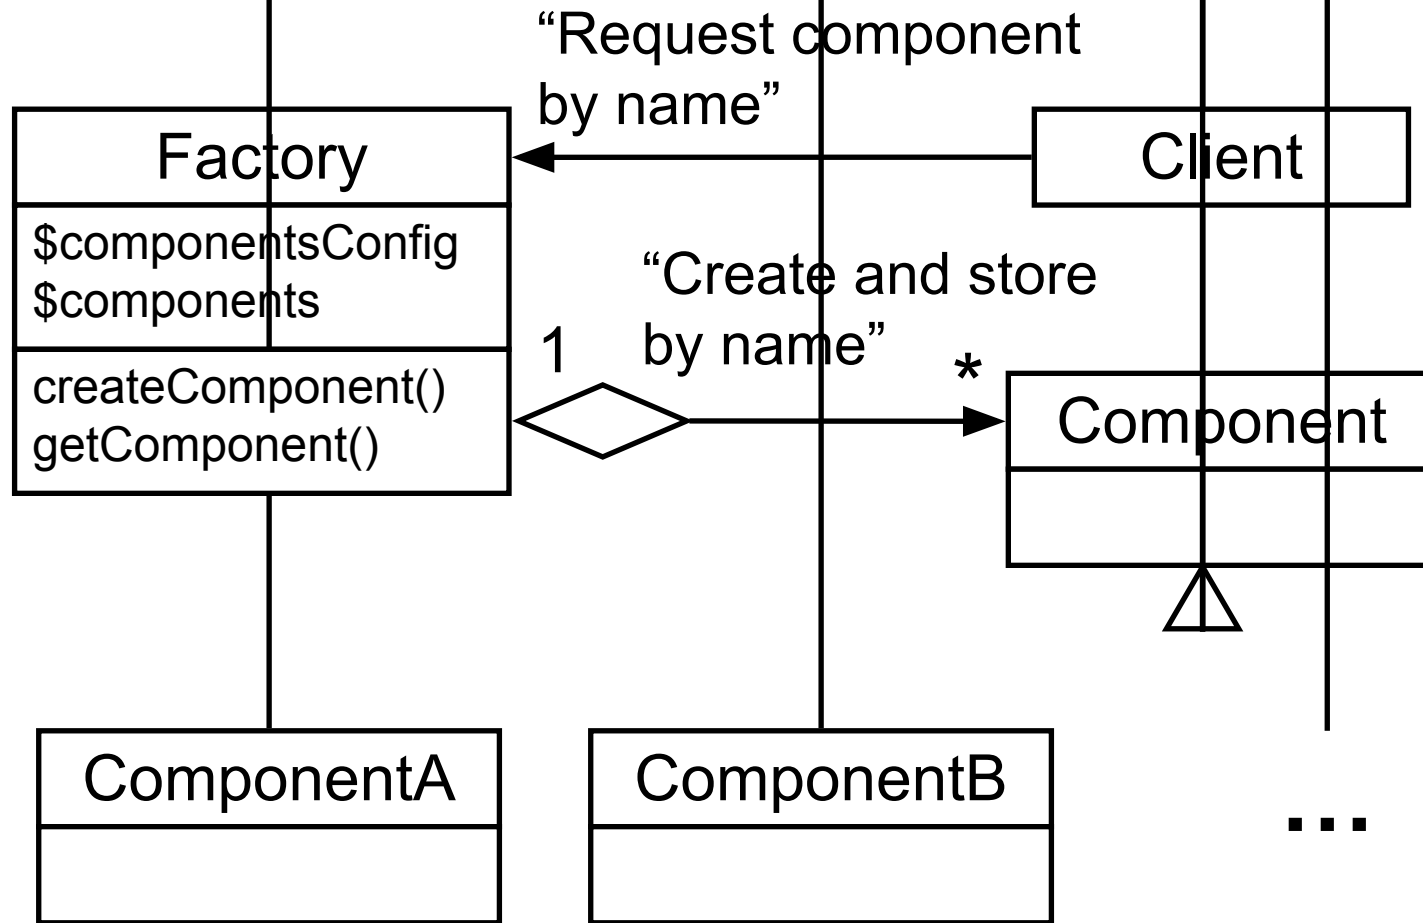 “Request component
by name”
Factory
Client
$componentsConfig
$components
“Create and store
by name”
1
*
createComponent()
getComponent()
Component
ComponentA
ComponentB
...